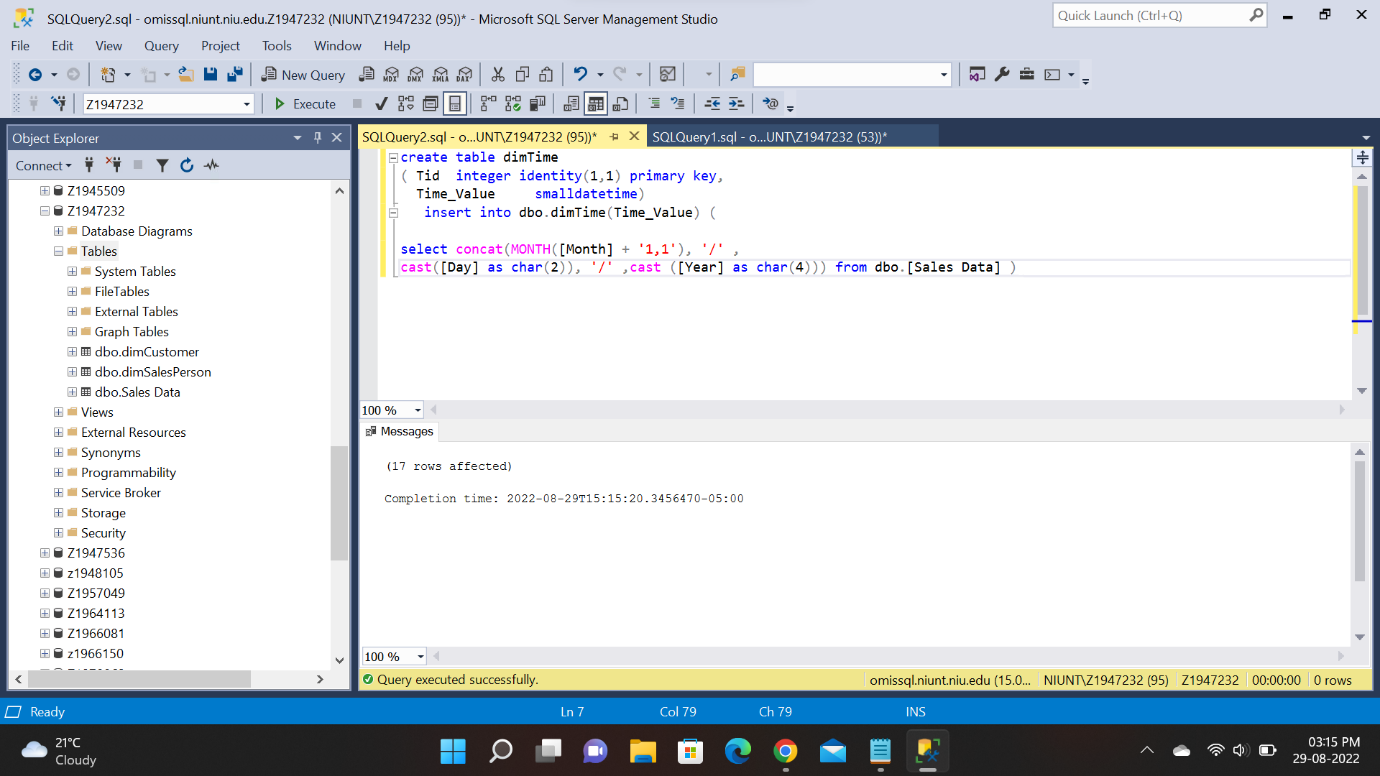 SQLQuery2.sql - omissql.niunt.niu.edu.Z1947232 (NIUNT\Z1947232 (95))* - Microsoft SQL Server Management Studio
Quick Launch (Ctrl+Q)
File Edit View Query Project Tools Window Help
New Query MDX DMX XMLA DAX
Z1947232 Execute
Object Explorer
Connect
Z1945509
Z1947232
Database Diagrams
Tables
System Tables
FileTables
External Tables
Graph Tables
dbo.dimCustomer
dbo.dimSalesPerson
dbo.Sales Data
Views
External Resources
Synonyms
Programmability
Service Broker
Storage
Security
Z1947536
z1948105
Z1957049
Z1964113
Z1966081
z1966150
SQLQuery2.sql - o...UNT\Z1947232 (95))* SQLQuery1.sql - o...UNT\Z1947232 (53))*
create table dimTime
( Tid integer identity(1,1) primary key,
Time_Value smalldatetime)
insert into dbo.dimTime(Time_Value) (
select concat(MONTH([Month] + '1,1'), '/' ,
cast([Day] as char(2)), '/' ,cast ([Year] as char(4))) from dbo.[Sales Data] )
100 %
Messages
(17 rows affected)
Completion time: 2022-08-29T15:15:20.3456470-05:00
100 %
Query executed successfully. omissql.niunt.niu.edu (15.0... NIUNT\Z1947232 (95) Z1947232 00:00:00 0 rows
Ready Ln 7 Col 79 Ch 79 INS
21°C
Cloudy
03:15 PM
29-08-2022